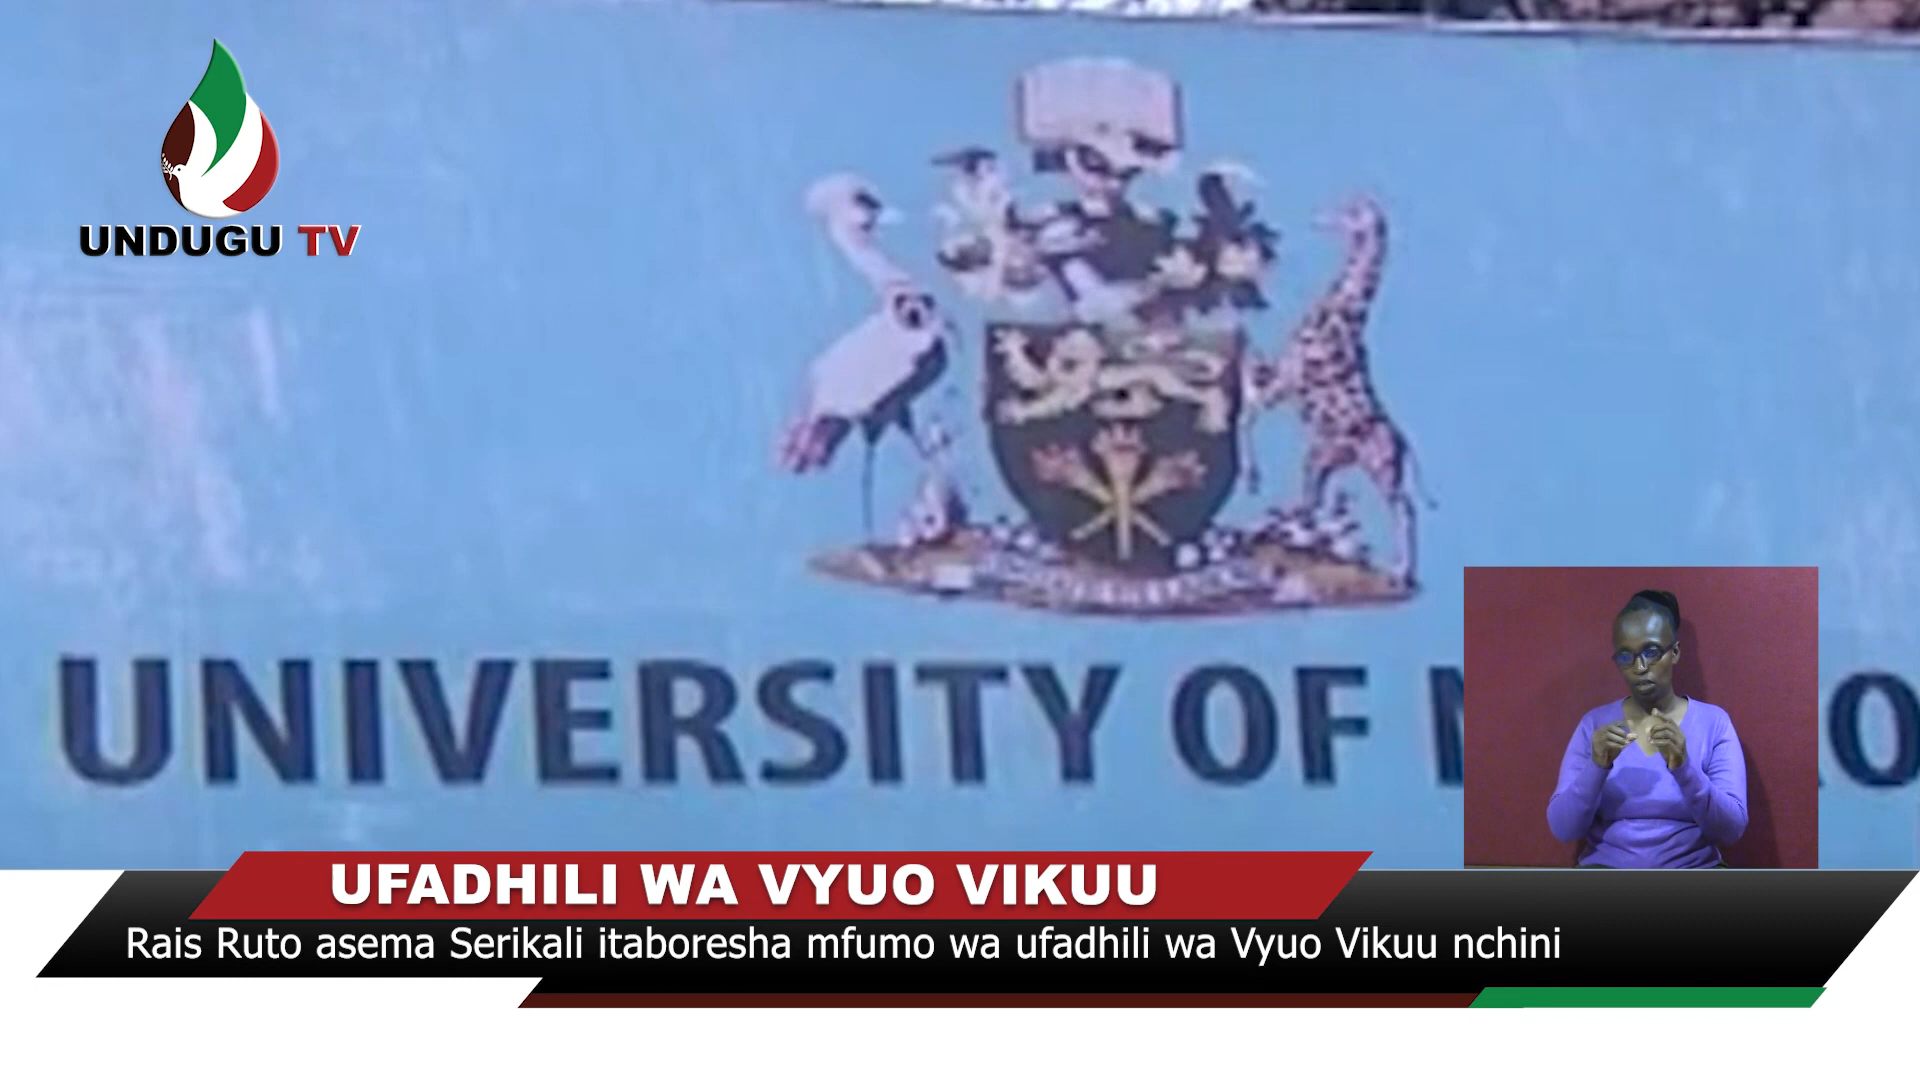 UNDUGU TV
UNIVERSITY OF
UFADHILI WA VYUO VIKUU
Rais Ruto asema Serikali itaboresha mfumo wa ufadhili wa Vyuo Vikuu nchini